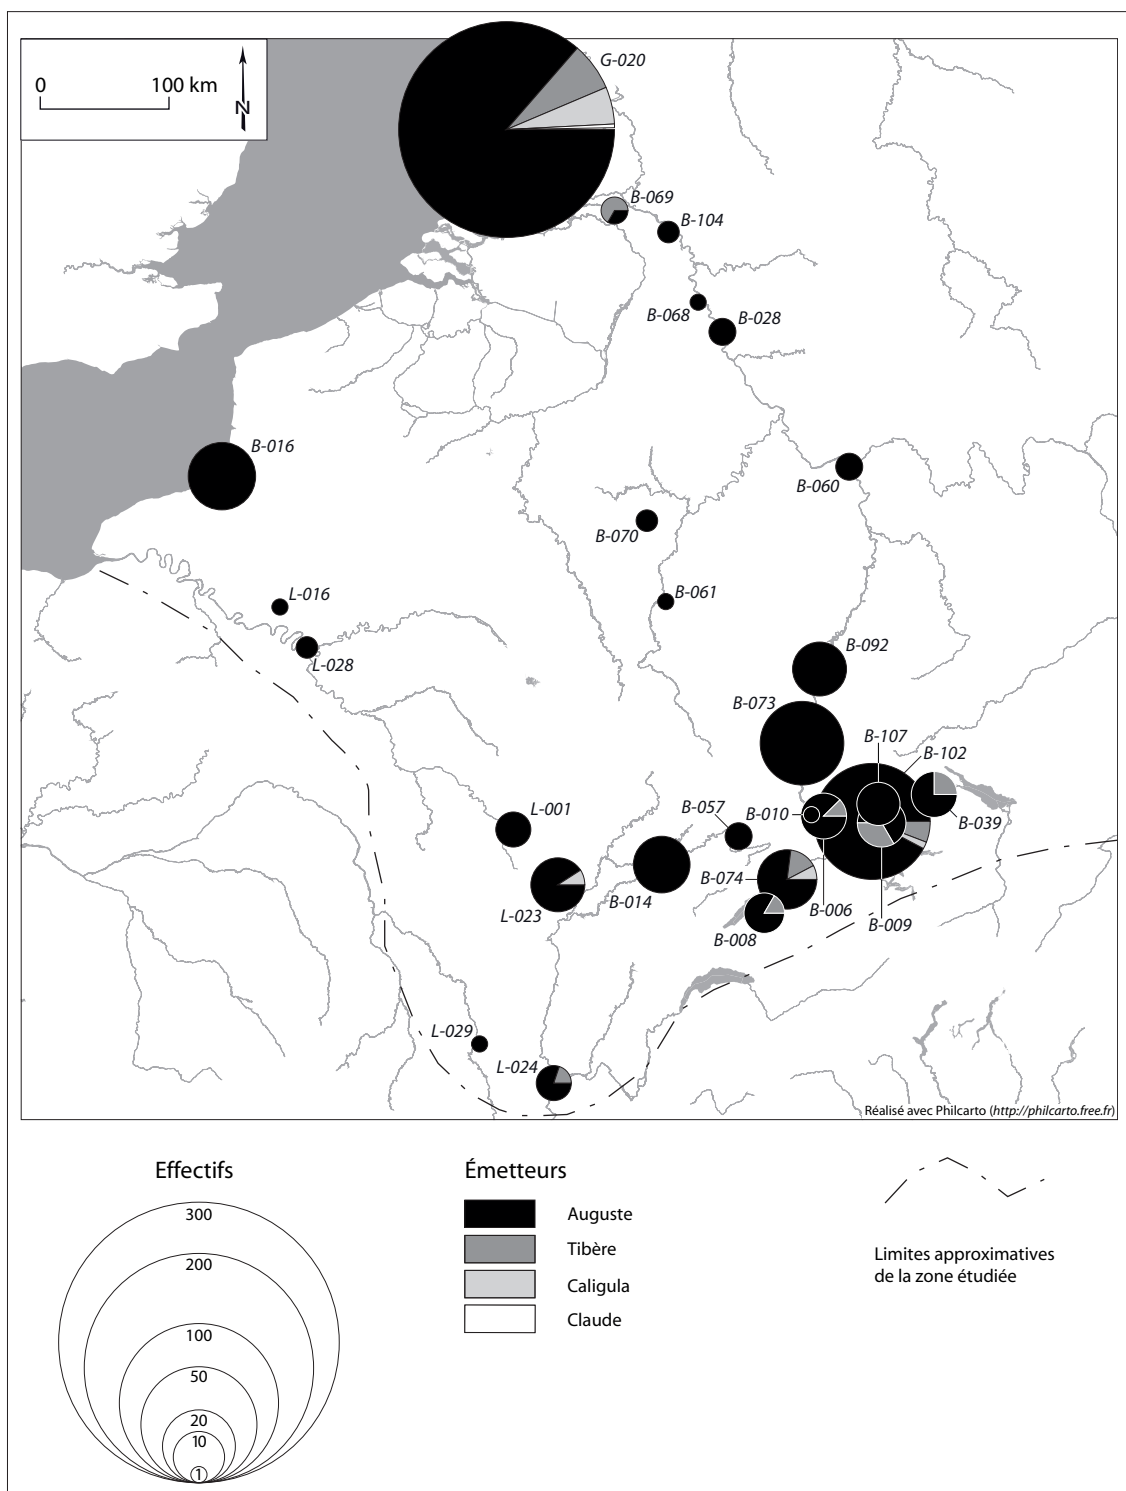 0 100 km
N
G-020
B-069
B-104
B-068
B-028
B-016
B-060
B-070
B-061
L-016
L-028
B-092
B-073
B-107
B-102
B-010
B-039
B-057
L-001
B-074
L-023
B-014
B-006
B-009
B-008
L-029
L-024
Réalisé avec Philcarto (http://philcarto.free.fr)
Effectifs
300
200
100
50
20
10
1
Émetteurs
Auguste
Tibère
Caligula
Claude
Limites approximatives
de la zone étudiée